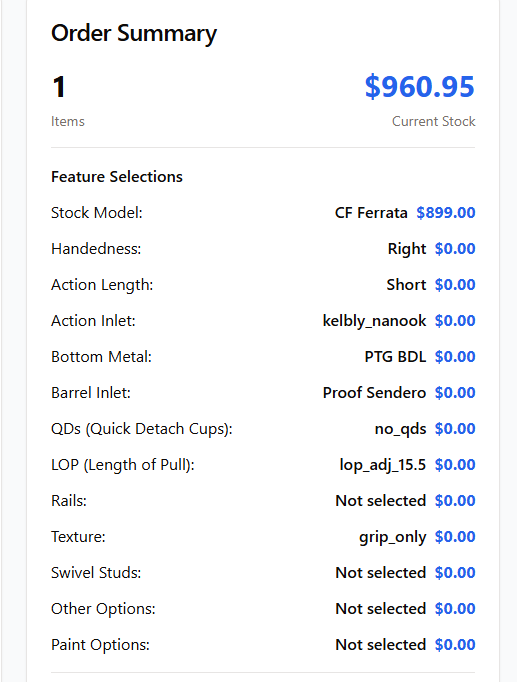 Order Summary
1 $960.95
Items Current Stock
Feature Selections
Stock Model: CF Ferrata $899.00
Handedness: Right $0.00
Action Length: Short $0.00
Action Inlet: kelbly_nanook $0.00
Bottom Metal: PTG BDL $0.00
Barrel Inlet: Proof Sendero $0.00
QDs (Quick Detach Cups): no_qds $0.00
LOP (Length of Pull): lop_adj_15.5 $0.00
Rails: Not selected $0.00
Texture: grip_only $0.00
Swivel Studs: Not selected $0.00
Other Options: Not selected $0.00
Paint Options: Not selected $0.00